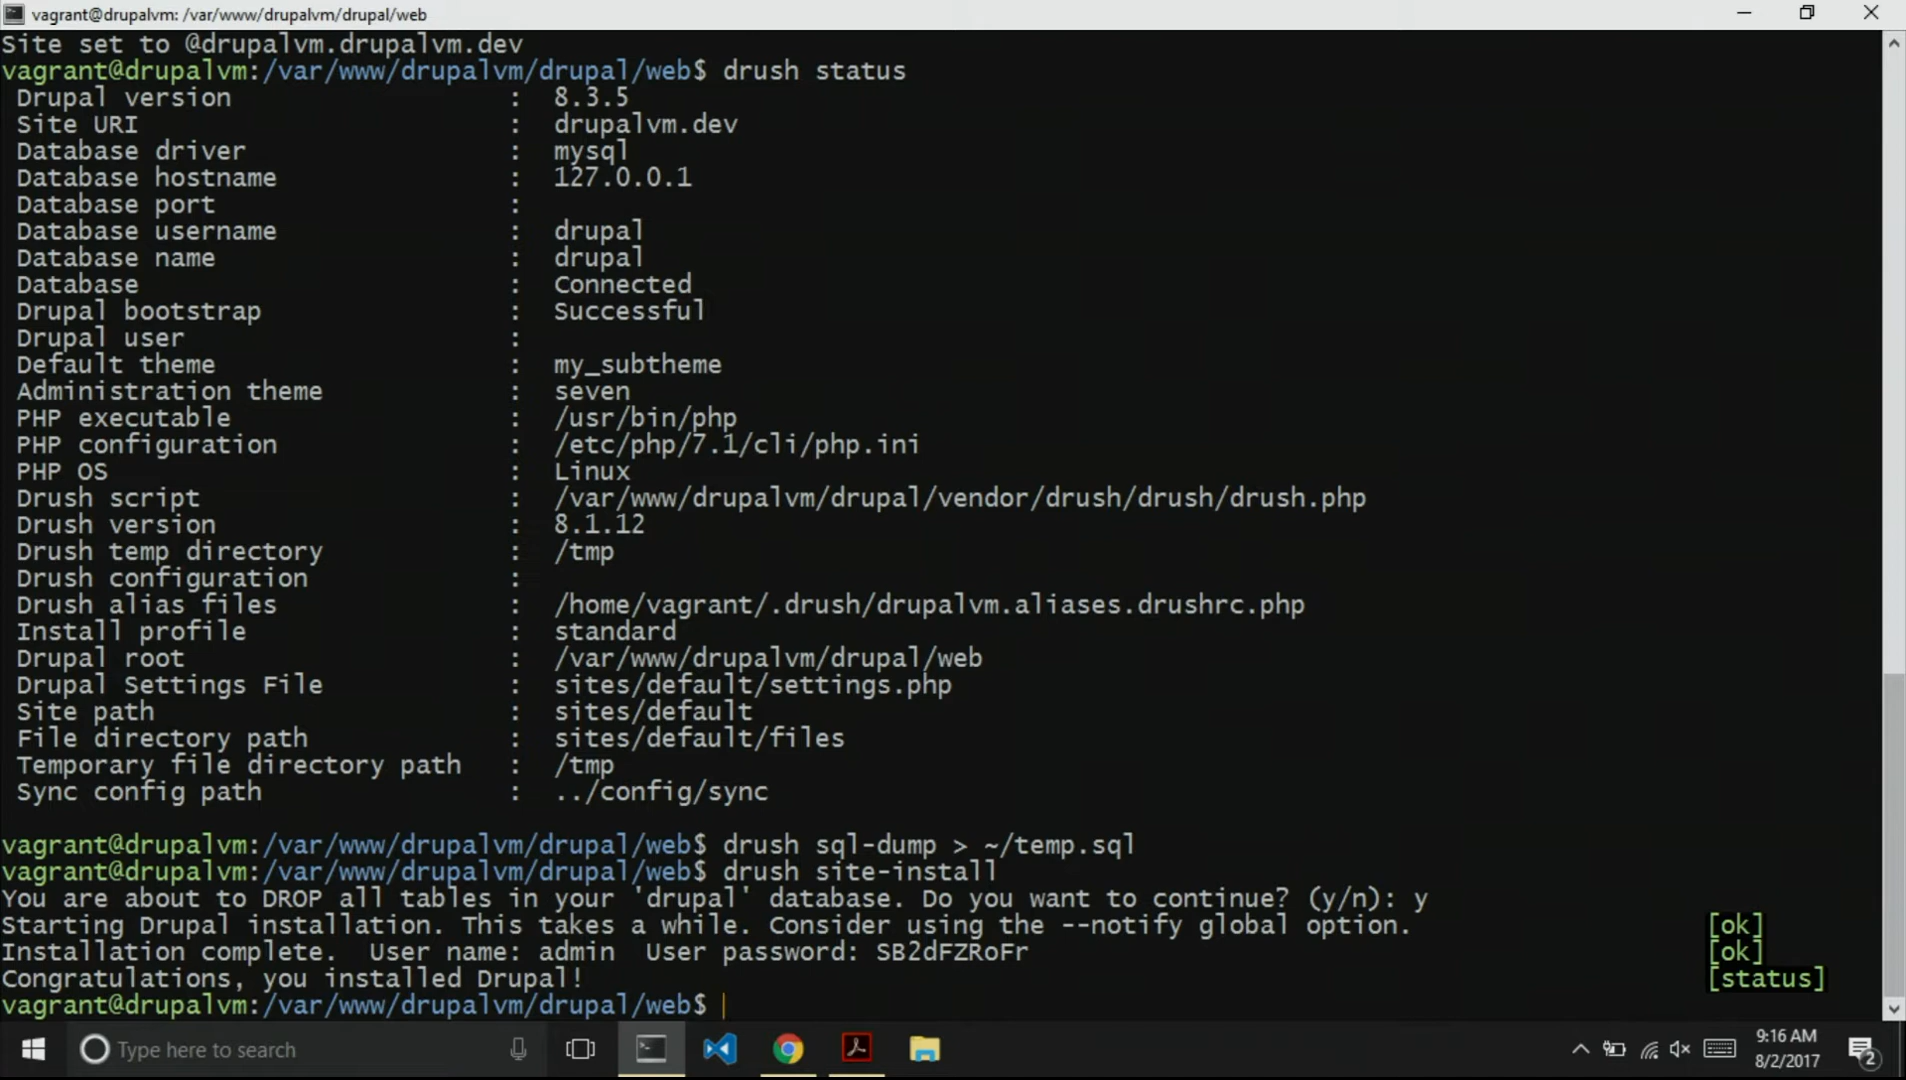 vagrant@drupalvm: /var/www/drupalvm/drupal/web
Site set to @drupalvm.drupalvm.dev
vagrant@drupalvm:/var/www/drupalvm/drupal/web$ drush status
Drupal version : 8.3.5
Site URI : drupalvm.dev
Database driver : mysql
Database hostname : 127.0.0.1
Database port :
Database username : drupal
Database name : drupal
Database : Connected
Drupal bootstrap : Successful
Drupal user :
Default theme : my_subtheme
Administration theme : seven
PHP executable : /usr/bin/php
PHP configuration : /etc/php/7.1/cli/php.ini
PHP OS : Linux
Drush script : /var/www/drupalvm/drupal/vendor/drush/drush/drush.php
Drush version : 8.1.12
Drush temp directory : /tmp
Drush configuration :
Drush alias files : /home/vagrant/.drush/drupalvm.aliases.drushrc.php
Install profile : standard
Drupal root : /var/www/drupalvm/drupal/web
Drupal Settings File : sites/default/settings.php
Site path : sites/default
File directory path : sites/default/files
Temporary file directory path : /tmp
Sync config path : ../config/sync
vagrant@drupalvm:/var/www/drupalvm/drupal/web$ drush sql-dump > ~/temp.sql
vagrant@drupalvm:/var/www/drupalvm/drupal/web$ drush site-install
You are about to DROP all tables in your 'drupal' database. Do you want to continue? (y/n): y
Starting Drupal installation. This takes a while. Consider using the --notify global option. [ok]
Installation complete. User name: admin User password: SB2dFZRoFr [ok]
Congratulations, you installed Drupal! [status]
vagrant@drupalvm:/var/www/drupalvm/drupal/web$
Type here to search
9:16 AM
8/2/2017
2